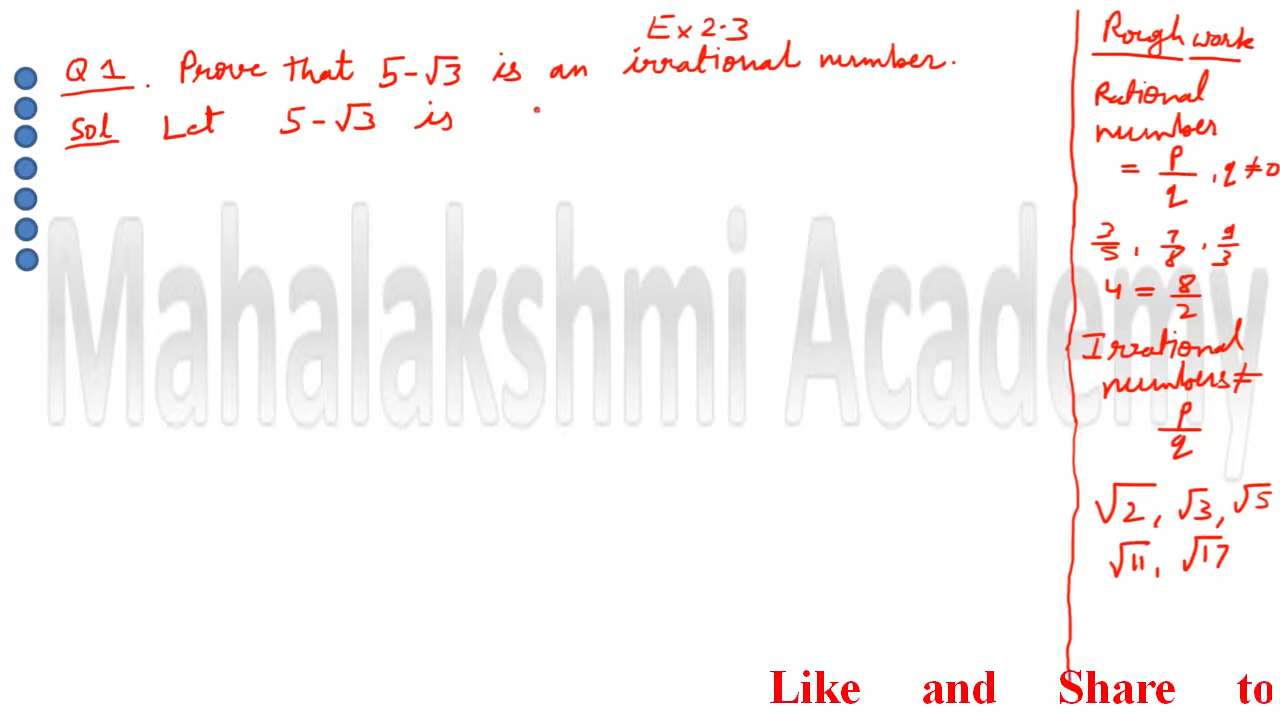 Ex 2.3
Q 1. Prove that 5-√3 is an irrational number.
Sol Let 5-√3 is
Rough work
Rational
number
= p/q, q≠0
3/5, 7/8, 9/3
4 = 8/2
Irrational
numbers ≠
p/q
√2, √3, √5
√11, √17
Mahalakshmi Academy
Like and Share to